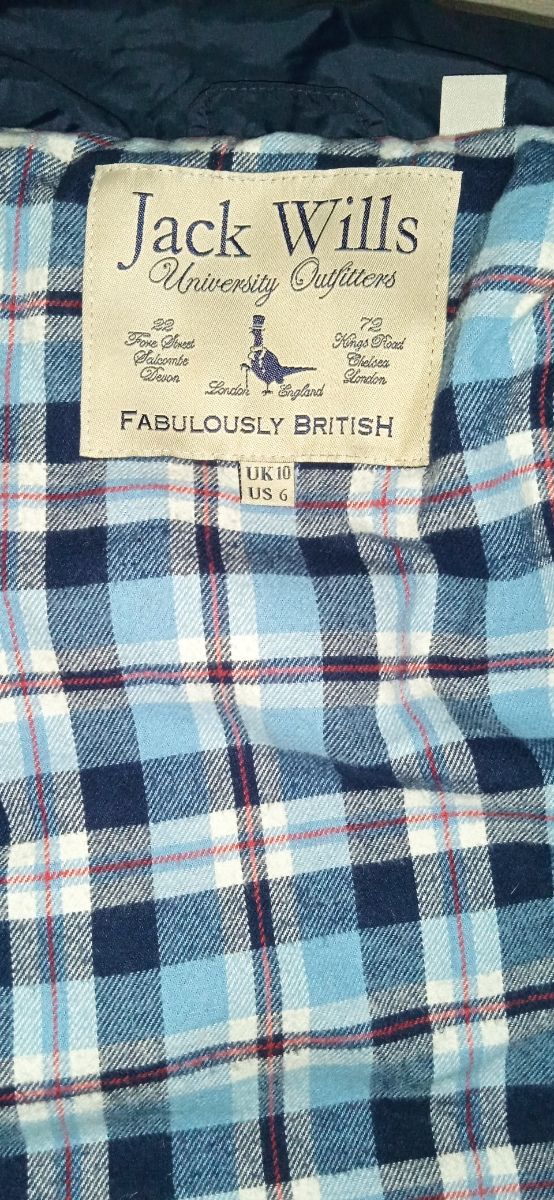 Jack Wills
University Outfitters
22
Fore Street
Salcombe
Devon
72
Kings Road
Chelsea
London
London England
FABULOUSLY BRITISH
UK 10
US 6